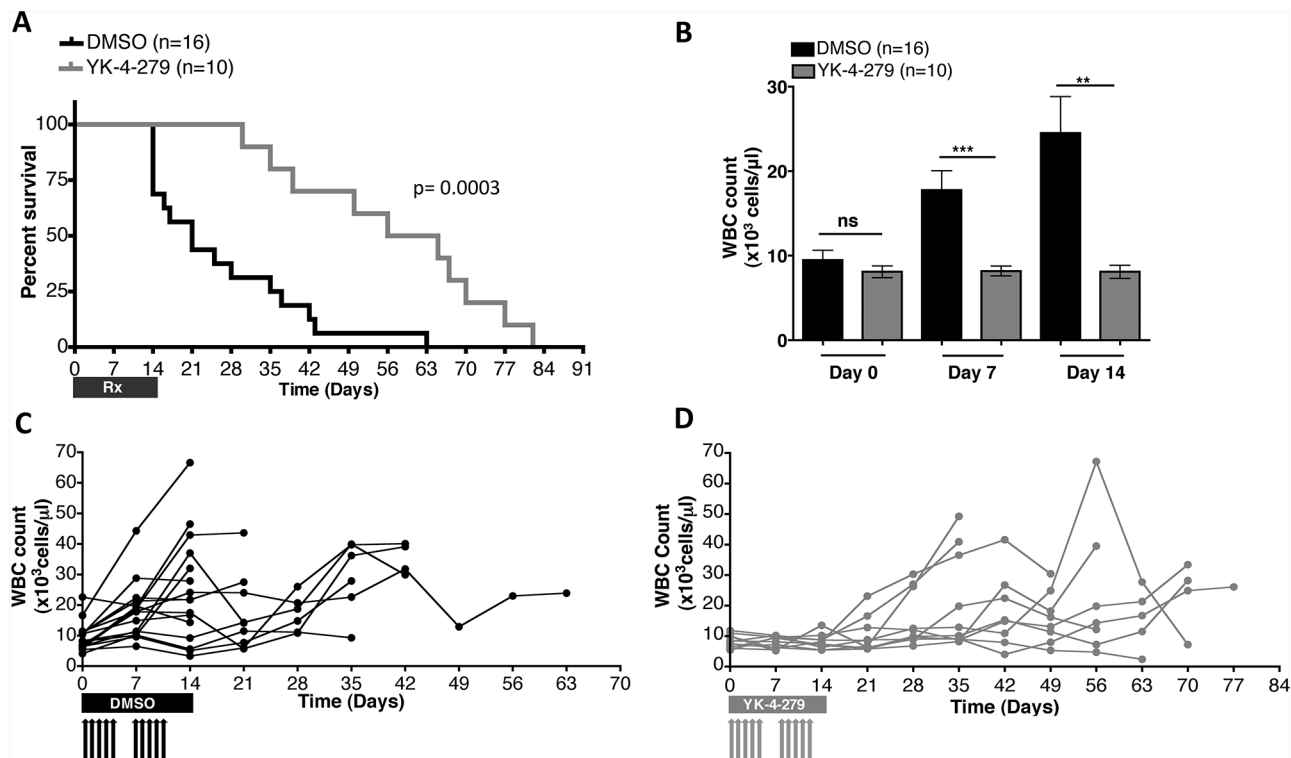 A
DMSO (n=16)
YK-4-279 (n=10)
Percent survival
100
75
50
25
0
p= 0.0003
0 7 14 21 28 35 42 49 56 63 70 77 84 91
Rx
Time (Days)
B
DMSO (n=16)
YK-4-279 (n=10)
WBC count
(x10³ cells/µl)
30
20
10
0
ns
***
**
Day 0 Day 7 Day 14
C
WBC count
(x10³cells/µl)
70
60
50
40
30
20
10
0
0 7 14 21 28 35 42 49 56 63 70
DMSO
Time (Days)
D
WBC Count
(x10³cells/µl)
70
60
50
40
30
20
10
0
0 7 14 21 28 35 42 49 56 63 70 77 84
YK-4-279
Time (Days)